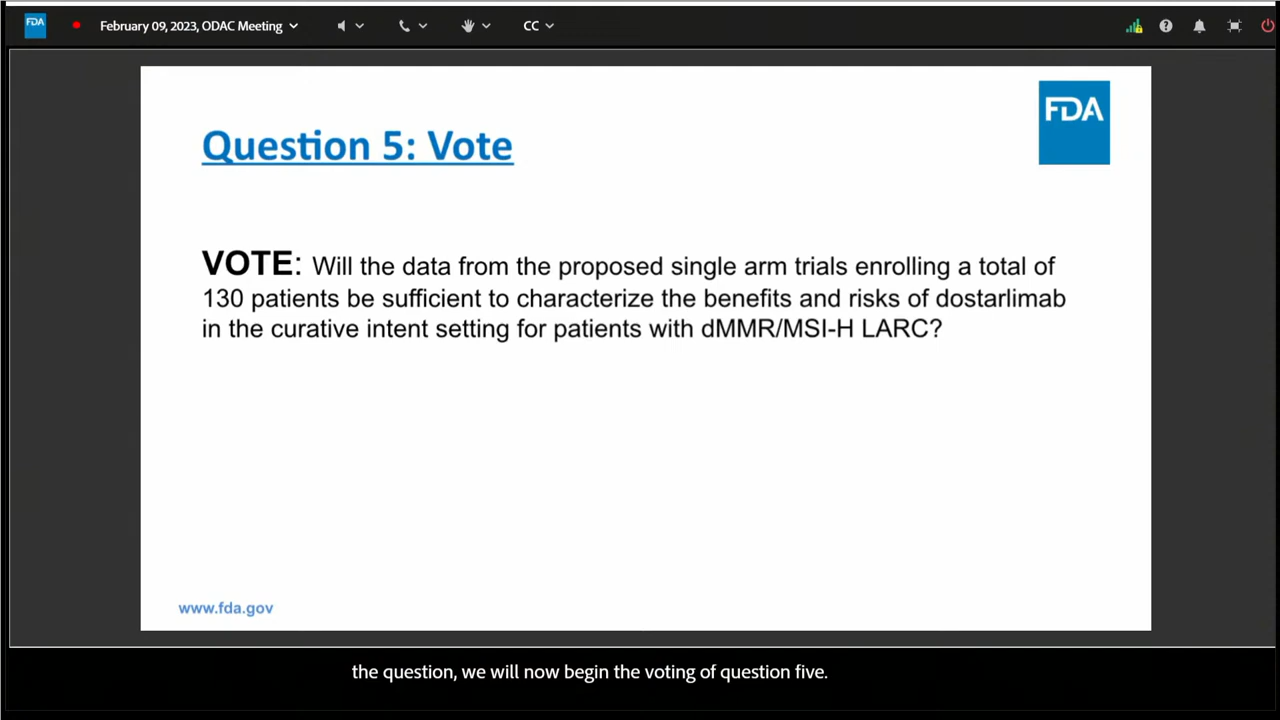 FDA
February 09, 2023, ODAC Meeting
CC
FDA
Question 5: Vote
VOTE: Will the data from the proposed single arm trials enrolling a total of
130 patients be sufficient to characterize the benefits and risks of dostarlimab
in the curative intent setting for patients with dMMR/MSI-H LARC?
www.fda.gov
the question, we will now begin the voting of question five.